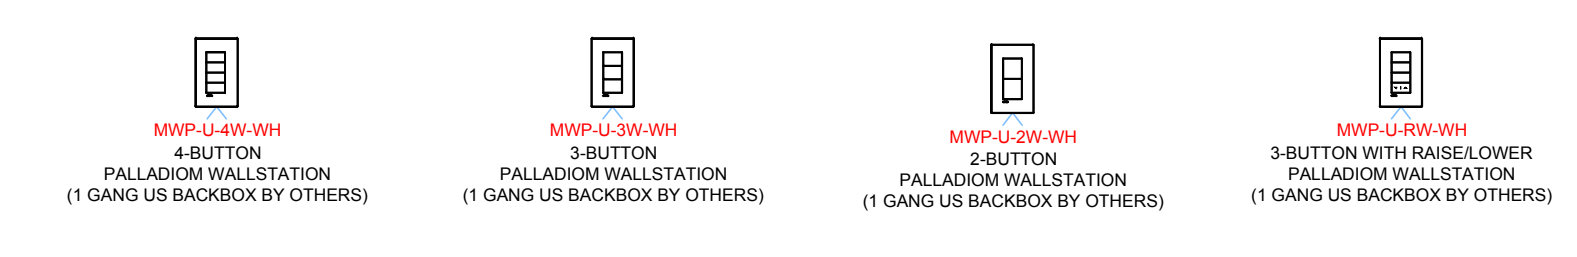 MWP-U-4W-WH
4-BUTTON
PALLADIOM WALLSTATION
(1 GANG US BACKBOX BY OTHERS)
MWP-U-3W-WH
3-BUTTON
PALLADIOM WALLSTATION
(1 GANG US BACKBOX BY OTHERS)
MWP-U-2W-WH
2-BUTTON
PALLADIOM WALLSTATION
(1 GANG US BACKBOX BY OTHERS)
MWP-U-RW-WH
3-BUTTON WITH RAISE/LOWER
PALLADIOM WALLSTATION
(1 GANG US BACKBOX BY OTHERS)